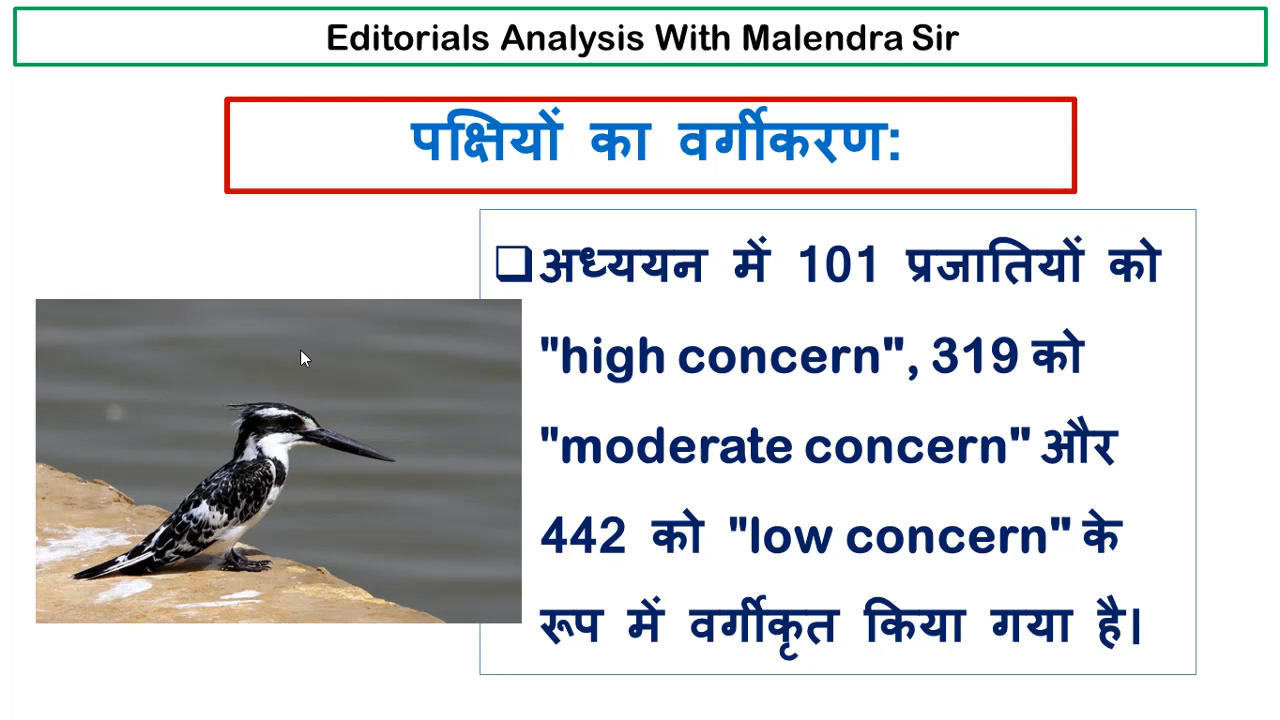 Editorials Analysis With Malendra Sir
पक्षियों का वर्गीकरण:
❑अध्ययन में 101 प्रजातियों को
"high concern", 319 को
"moderate concern" और
442 को "low concern" के
रूप में वर्गीकृत किया गया है।